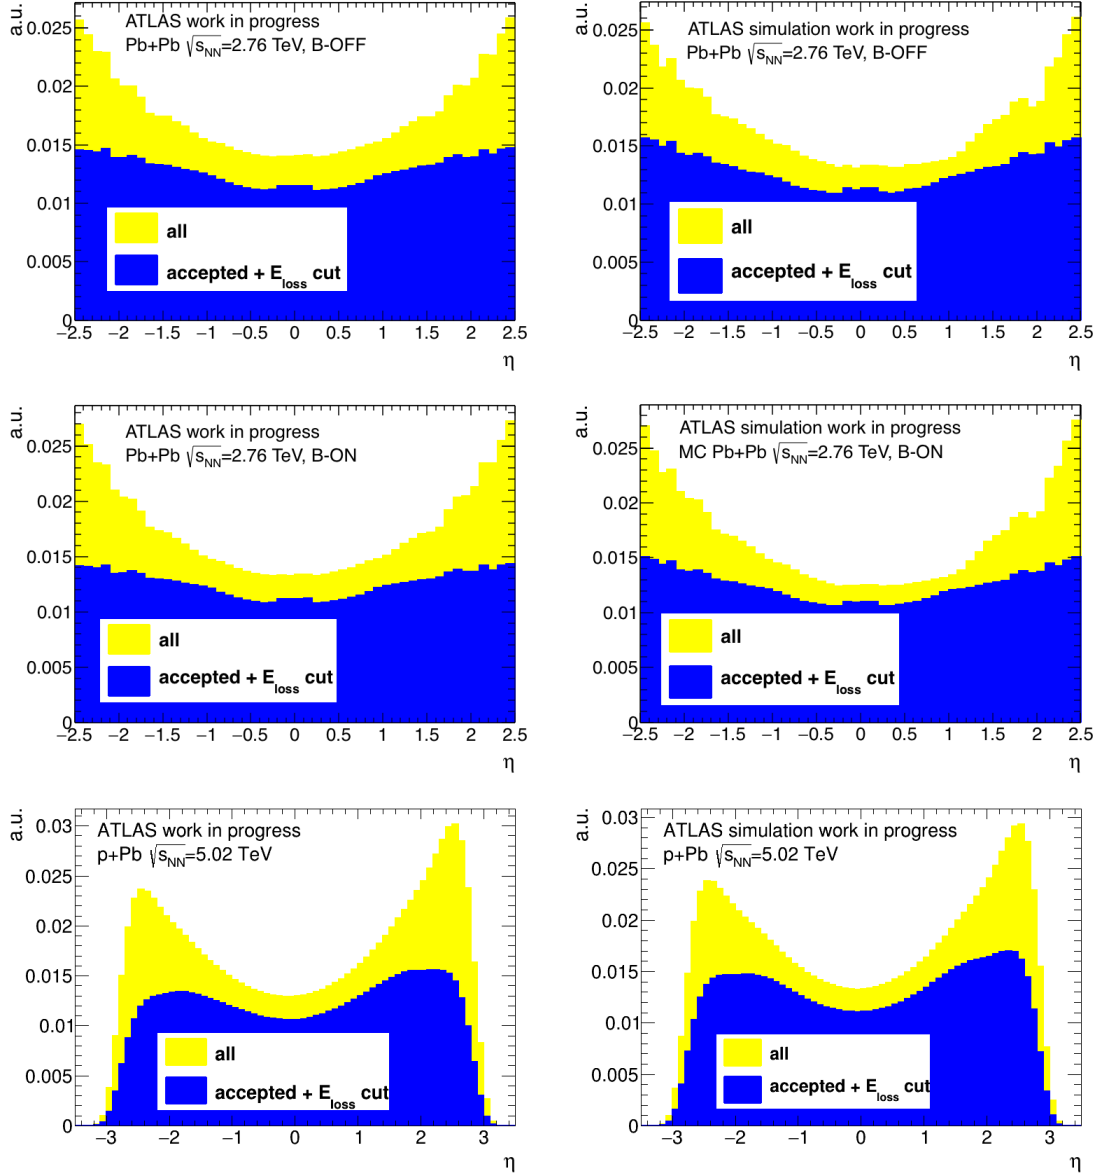 a.u.
ATLAS work in progress
Pb+Pb √sNN=2.76 TeV, B-OFF
0.025
0.02
0.015
0.01
0.005
0
all
accepted + Eloss cut
−2.5 −2 −1.5 −1 −0.5 0 0.5 1 1.5 2 2.5
η
a.u.
ATLAS simulation work in progress
Pb+Pb √sNN=2.76 TeV, B-OFF
0.025
0.02
0.015
0.01
0.005
0
all
accepted + Eloss cut
−2.5 −2 −1.5 −1 −0.5 0 0.5 1 1.5 2 2.5
η
a.u.
ATLAS work in progress
Pb+Pb √sNN=2.76 TeV, B-ON
0.025
0.02
0.015
0.01
0.005
0
all
accepted + Eloss cut
−2.5 −2 −1.5 −1 −0.5 0 0.5 1 1.5 2 2.5
η
a.u.
ATLAS simulation work in progress
MC Pb+Pb √sNN=2.76 TeV, B-ON
0.025
0.02
0.015
0.01
0.005
0
all
accepted + Eloss cut
−2.5 −2 −1.5 −1 −0.5 0 0.5 1 1.5 2 2.5
η
a.u.
ATLAS work in progress
p+Pb √sNN=5.02 TeV
0.03
0.025
0.02
0.015
0.01
0.005
0
all
accepted + Eloss cut
−3 −2 −1 0 1 2 3
η
a.u.
ATLAS simulation work in progress
p+Pb √sNN=5.02 TeV
0.03
0.025
0.02
0.015
0.01
0.005
0
all
accepted + Eloss cut
−3 −2 −1 0 1 2 3
η